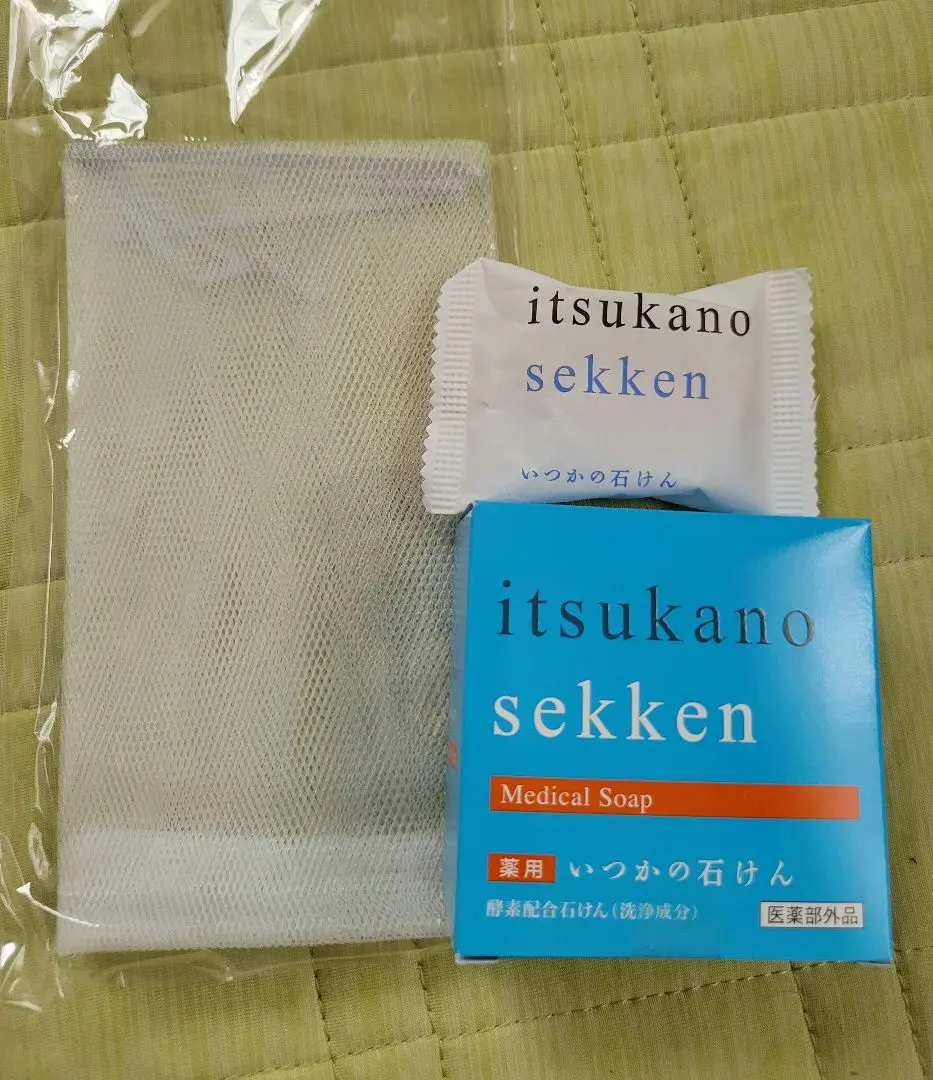 itsukano
sekken
いつかの石けん
itsukano
sekken
Medical Soap
薬用 いつかの石けん
酵素配合石けん(洗浄成分)
医薬部外品